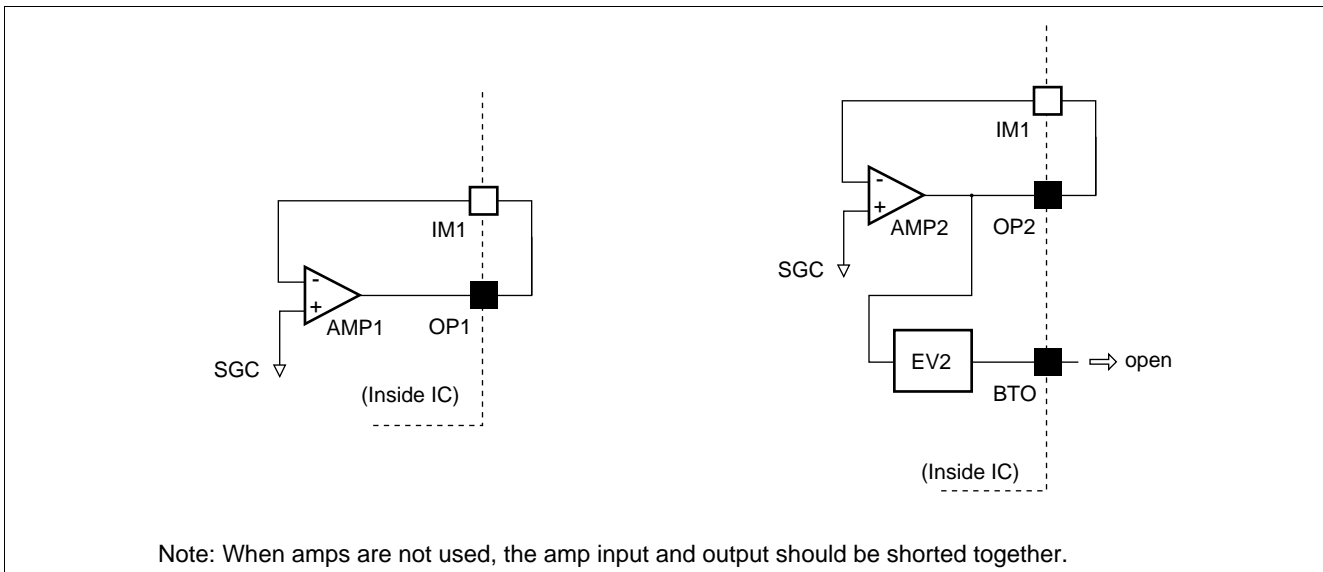 IM1
-
+
AMP1
OP1
SGC
(Inside IC)
IM1
-
+
AMP2
OP2
SGC
EV2
open
BTO
(Inside IC)
Note: When amps are not used, the amp input and output should be shorted together.